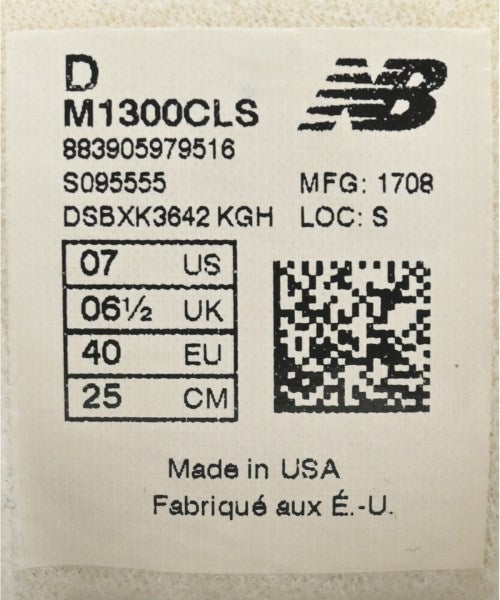 D
NB
M1300CLS
883905979516
S095555 MFG: 1708
DSBXK3642 KGH LOC: S
07 US
06½ UK
40 EU
25 CM
Made in USA
Fabriqué aux É.-U.